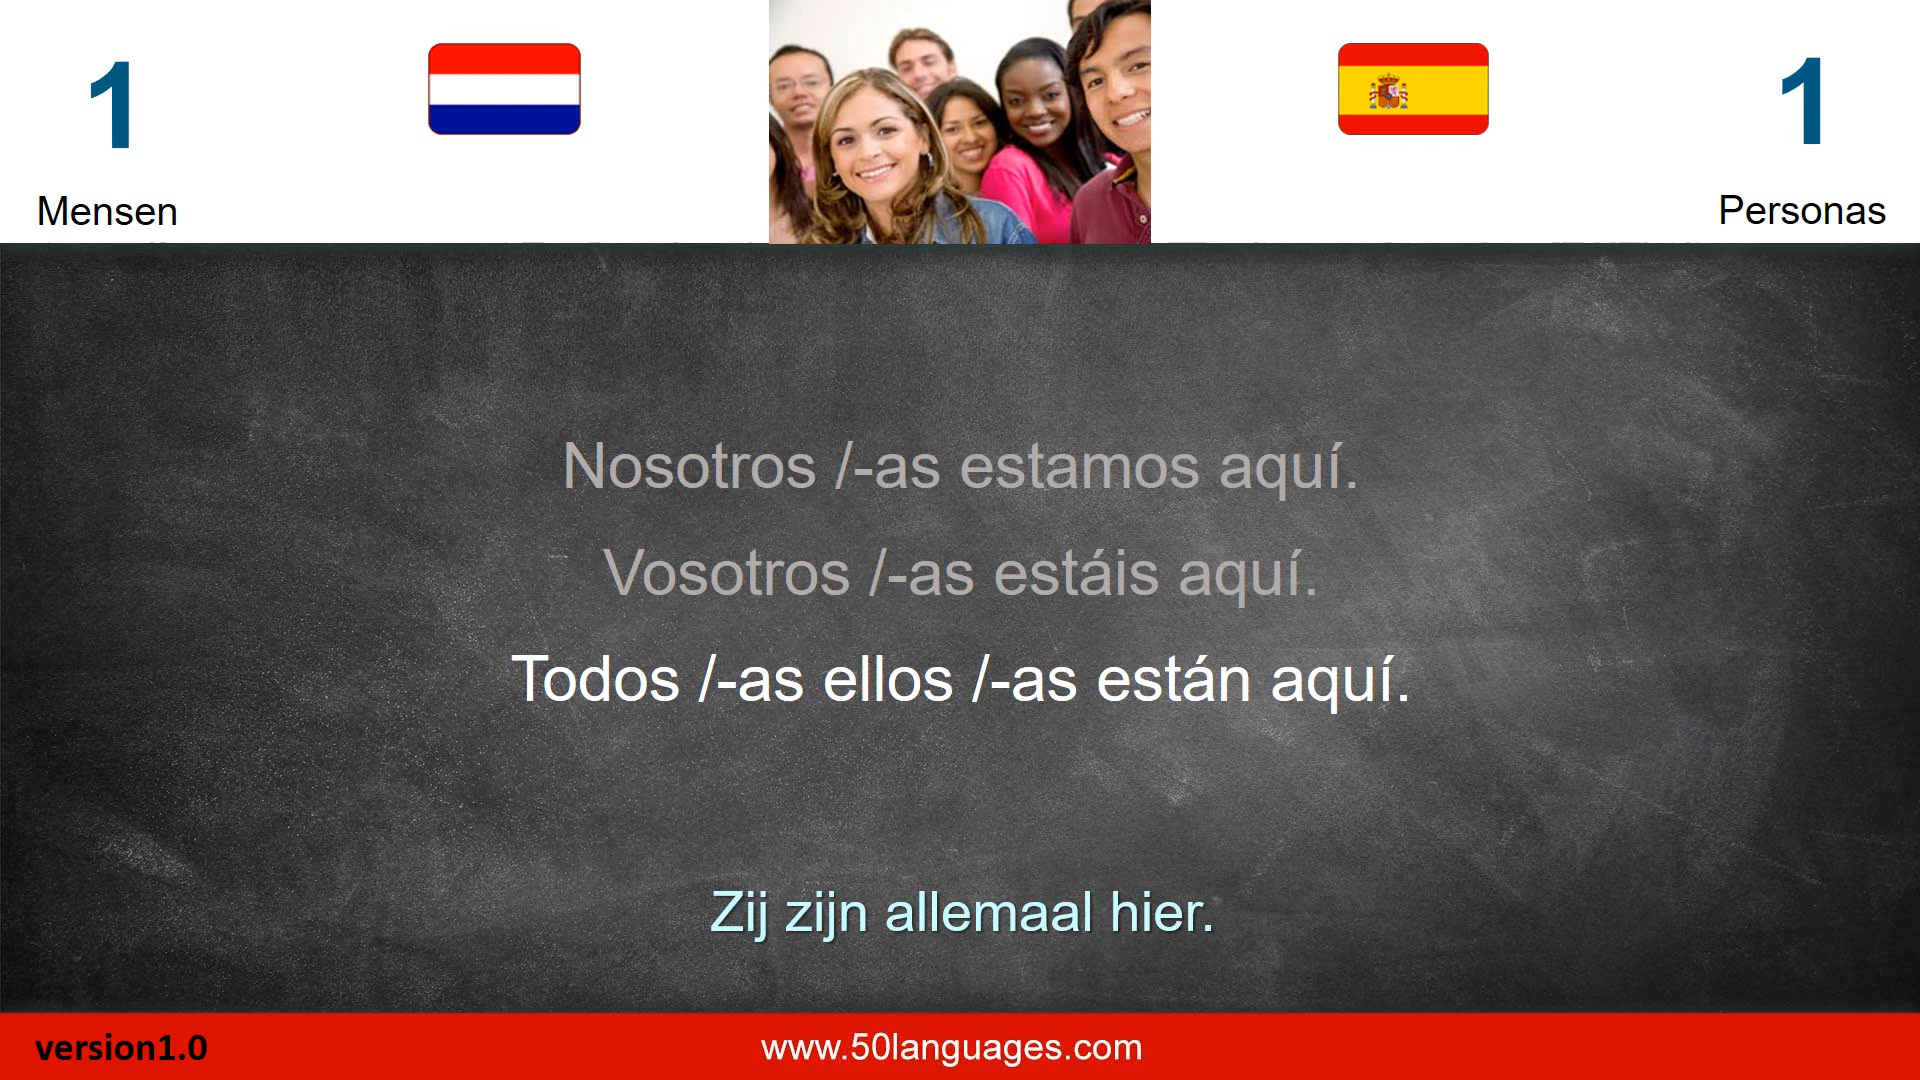 1
1
Mensen
Personas
Nosotros /-as estamos aquí.
Vosotros /-as estáis aquí.
Todos /-as ellos /-as están aquí.
Zij zijn allemaal hier.
version1.0
www.50languages.com